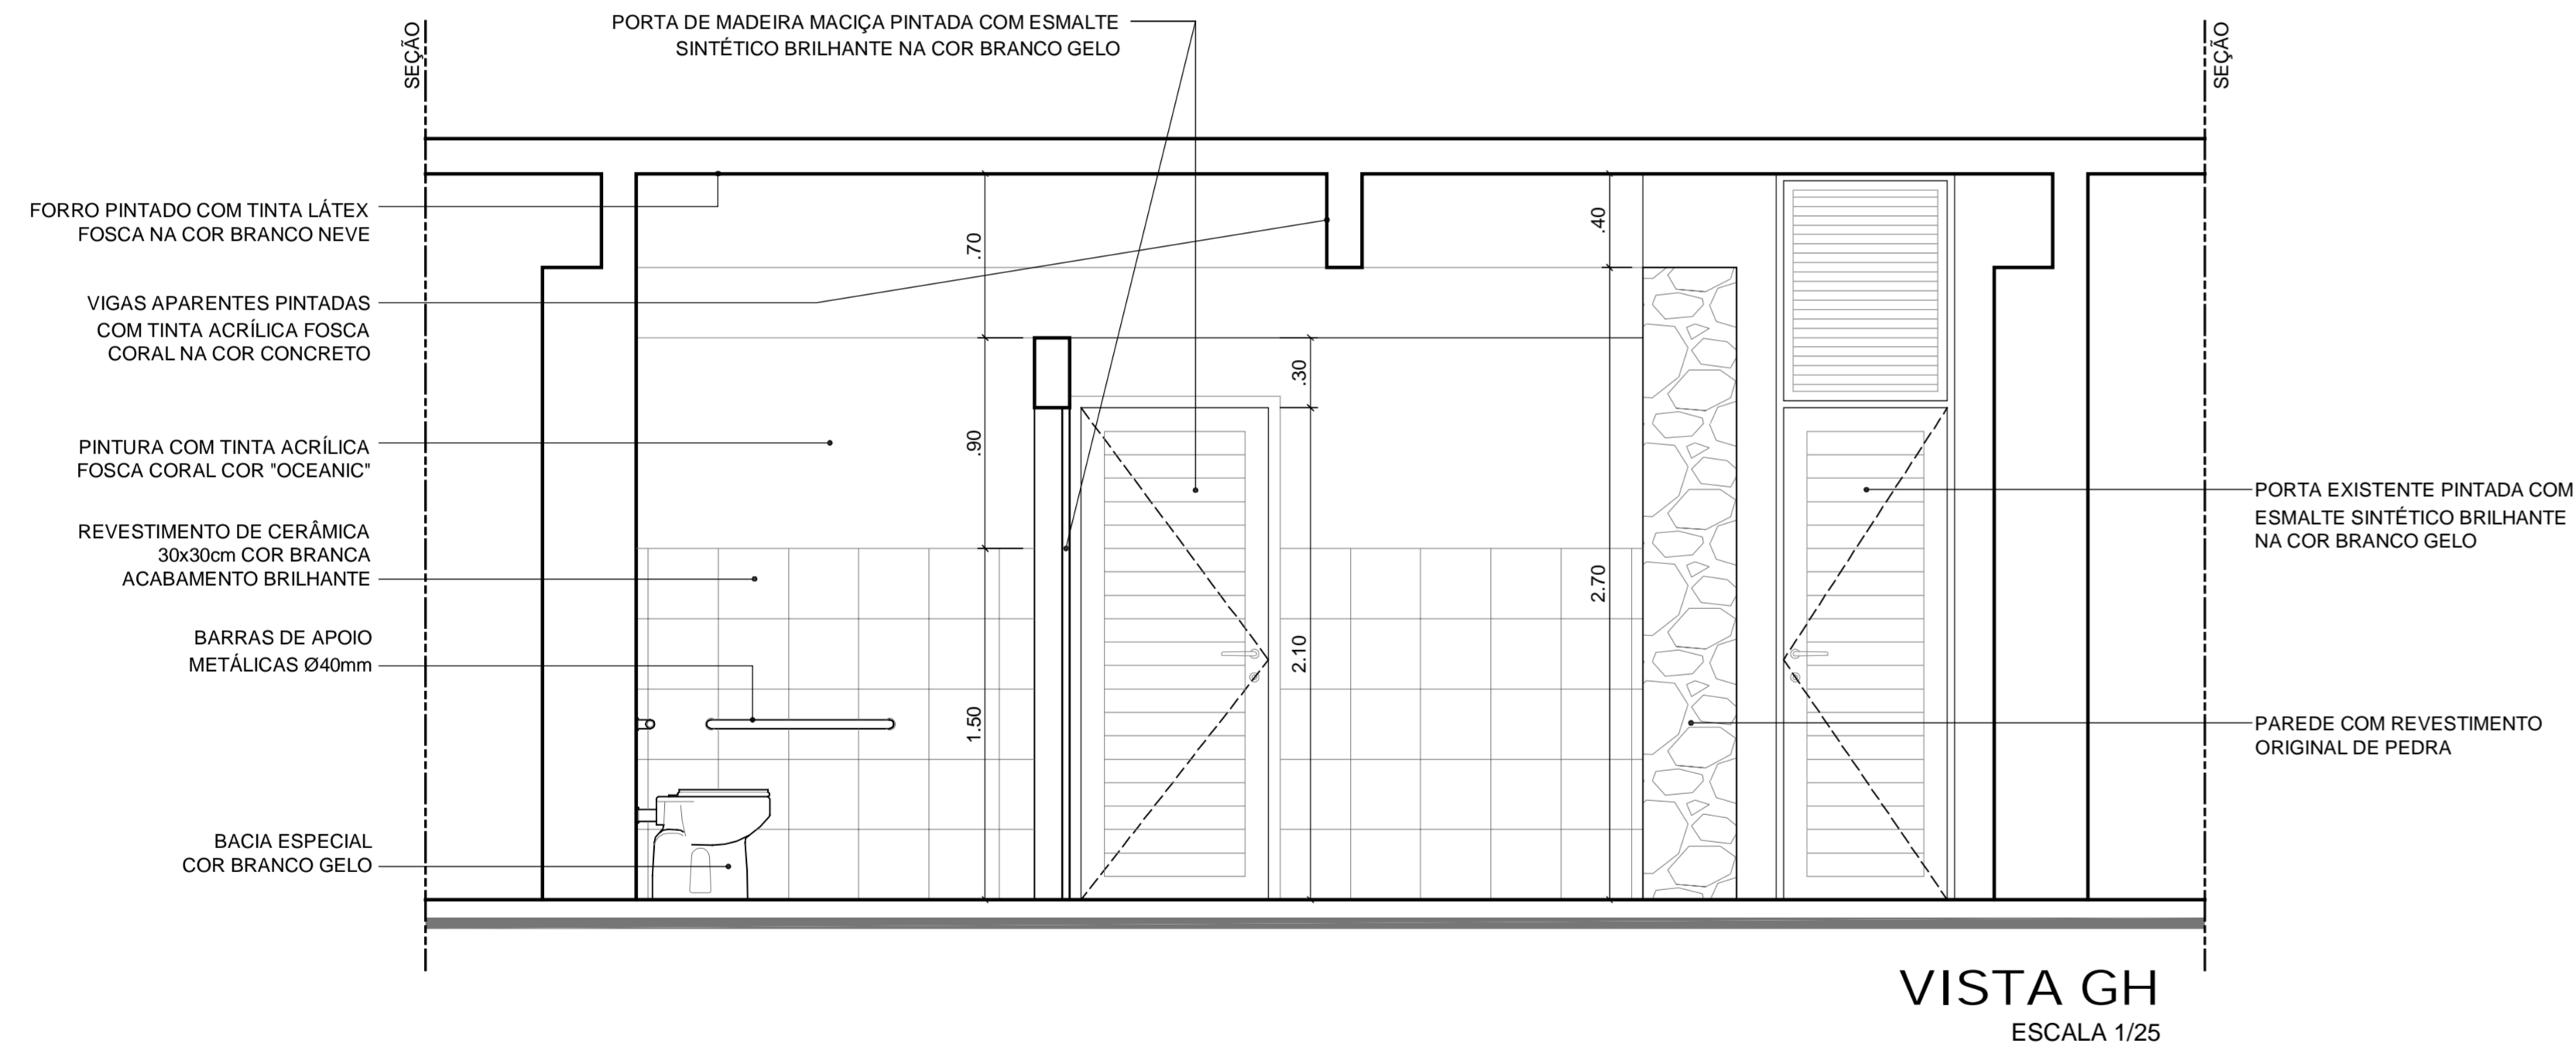 SEÇÃO
PORTA DE MADEIRA MACIÇA PINTADA COM ESMALTE
SINTÉTICO BRILHANTE NA COR BRANCO GELO
SEÇÃO
FORRO PINTADO COM TINTA LÁTEX
FOSCA NA COR BRANCO NEVE
VIGAS APARENTES PINTADAS
COM TINTA ACRÍLICA FOSCA
CORAL NA COR CONCRETO
PINTURA COM TINTA ACRÍLICA
FOSCA CORAL COR "OCEANIC"
REVESTIMENTO DE CERÂMICA
30x30cm COR BRANCA
ACABAMENTO BRILHANTE
BARRAS DE APOIO
METÁLICAS Ø40mm
BACIA ESPECIAL
COR BRANCO GELO
.70
.90
1.50
.30
2.10
.40
2.70
PORTA EXISTENTE PINTADA COM
ESMALTE SINTÉTICO BRILHANTE
NA COR BRANCO GELO
PAREDE COM REVESTIMENTO
ORIGINAL DE PEDRA
VISTA GH
ESCALA 1/25